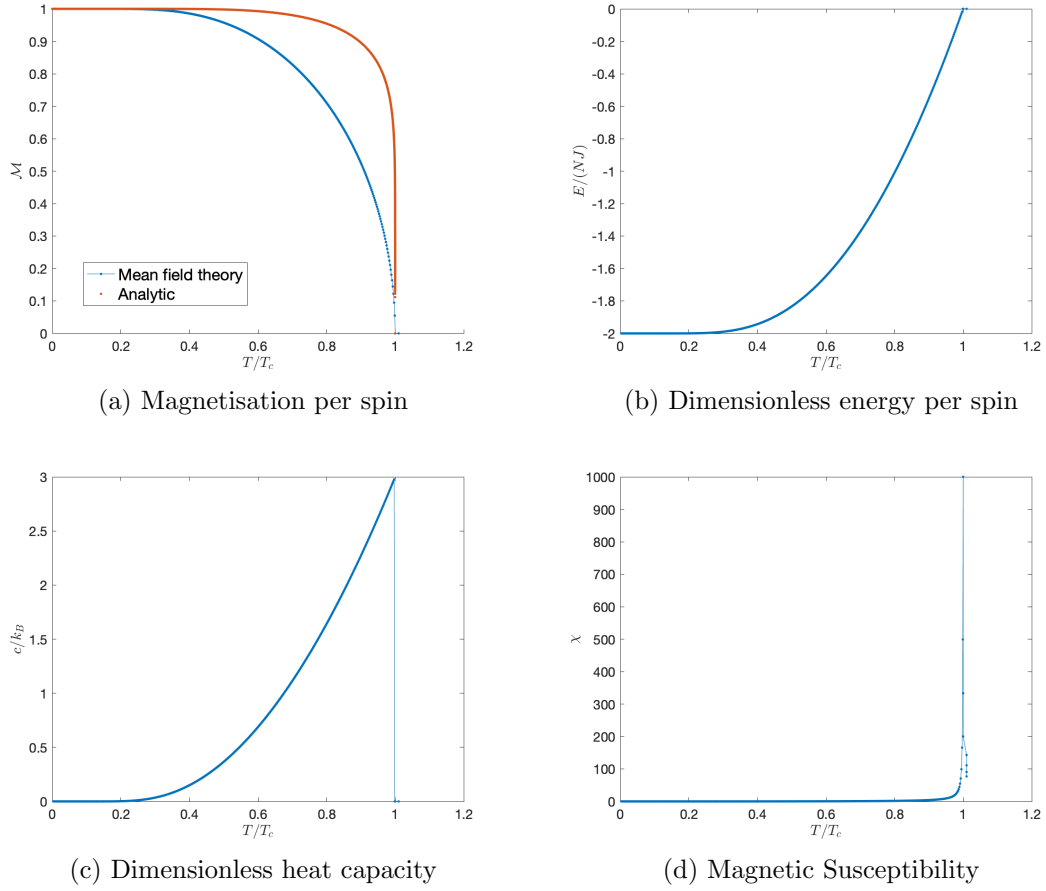 1
0.9
0.8
0.7
0.6
0.5
0.4
0.3
0.2
0.1
0
ℳ
Mean field theory
Analytic
0 0.2 0.4 0.6 0.8 1 1.2
T/T_c
(a) Magnetisation per spin
0
-0.2
-0.4
-0.6
-0.8
-1
-1.2
-1.4
-1.6
-1.8
-2
E/(NJ)
0 0.2 0.4 0.6 0.8 1 1.2
T/T_c
(b) Dimensionless energy per spin
3
2.5
2
1.5
1
0.5
0
c/k_B
0 0.2 0.4 0.6 0.8 1 1.2
T/T_c
(c) Dimensionless heat capacity
1000
900
800
700
600
500
400
300
200
100
0
χ
0 0.2 0.4 0.6 0.8 1 1.2
T/T_c
(d) Magnetic Susceptibility